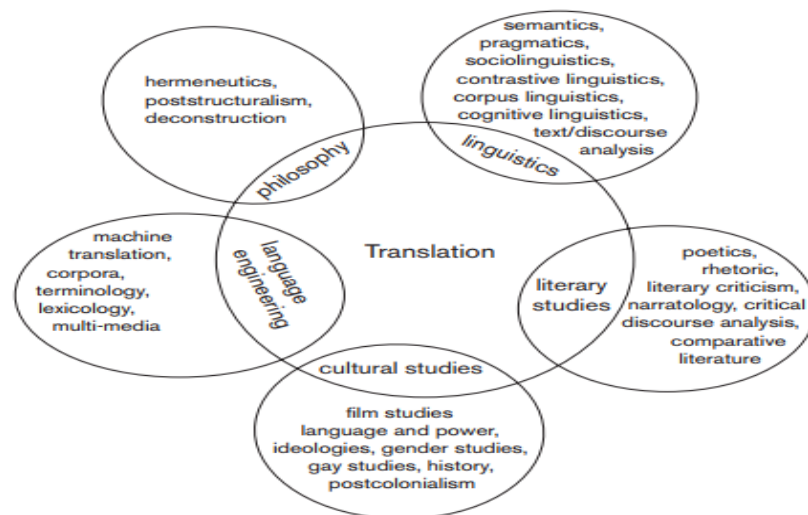 hermeneutics,
poststructuralism,
deconstruction
philosophy
semantics,
pragmatics,
sociolinguistics,
contrastive linguistics,
corpus linguistics,
cognitive linguistics,
text/discourse
analysis
linguistics
Translation
machine
translation,
corpora,
terminology,
lexicology,
multi-media
language
engineering
literary
studies
poetics,
rhetoric,
literary criticism,
narratology, critical
discourse analysis,
comparative
literature
cultural studies
film studies
language and power,
ideologies, gender studies,
gay studies, history,
postcolonialism